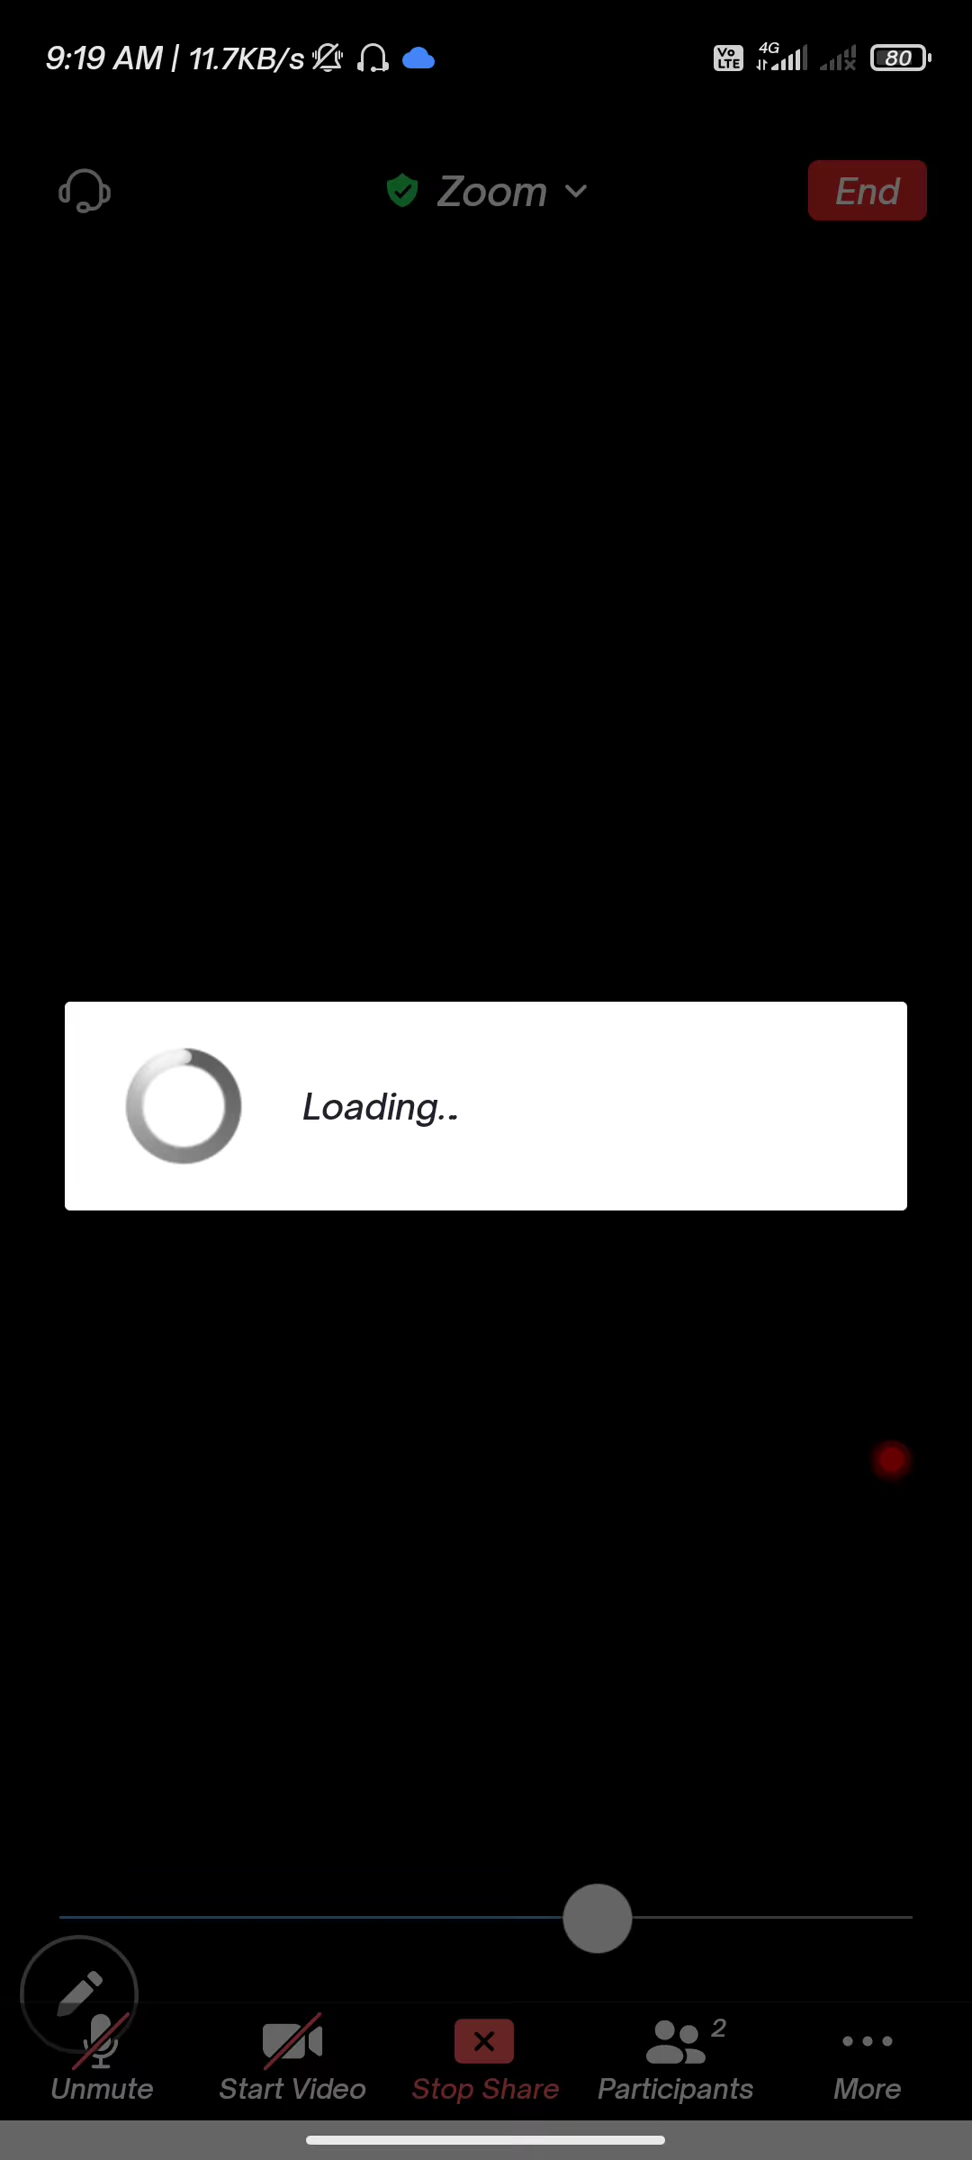 9:19 AM | 11.7KB/s
Vo LTE
4G
80
Zoom
End
Loading...
2
Unmute
Start Video
Stop Share
Participants
More